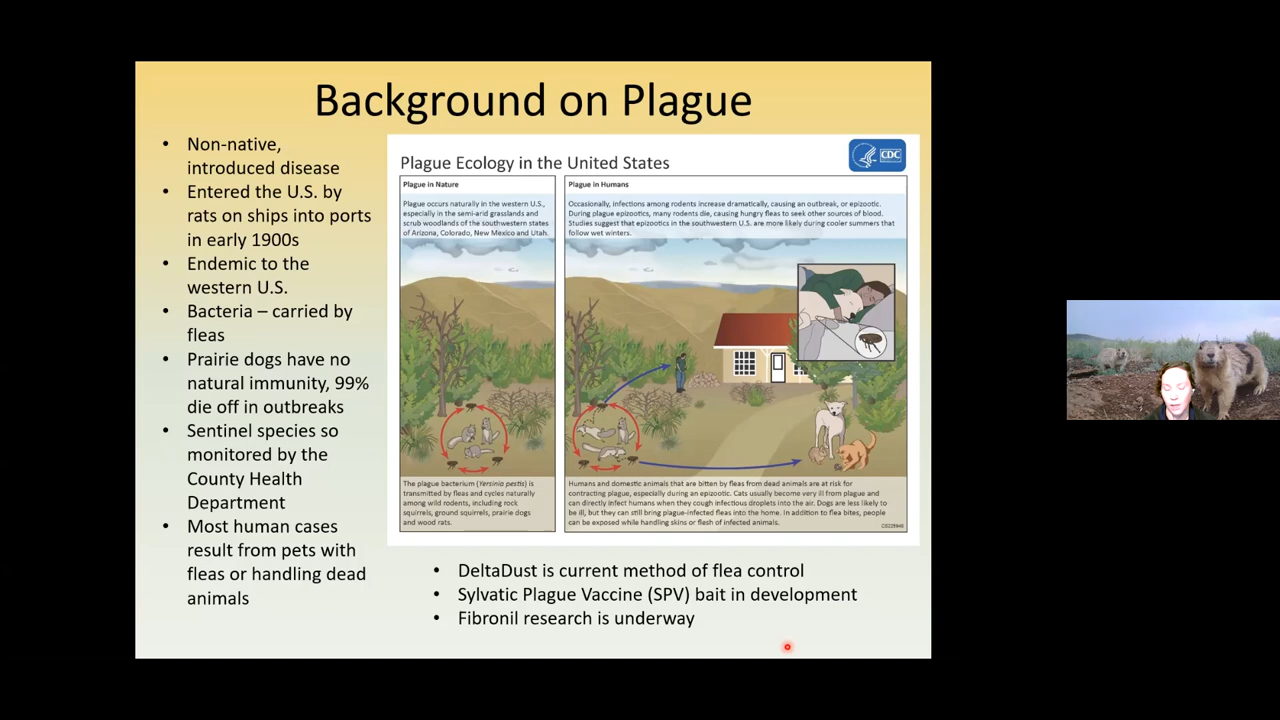 Background on Plague
• Non-native,
introduced disease
• Entered the U.S. by
rats on ships into ports
in early 1900s
• Endemic to the
western U.S.
• Bacteria – carried by
fleas
• Prairie dogs have no
natural immunity, 99%
die off in outbreaks
• Sentinel species so
monitored by the
County Health
Department
• Most human cases
result from pets with
fleas or handling dead
animals
Plague Ecology in the United States
CDC
Plague in Nature
Plague occurs naturally in the western U.S.,
especially in the semi-arid grasslands and
scrub woodlands of the southwestern states
of Arizona, Colorado, New Mexico and Utah.
The plague bacterium (Yersinia pestis) is
transmitted by fleas and cycles naturally
among wild rodents, including rock
squirrels, ground squirrels, prairie dogs
and wood rats.
Plague in Humans
Occasionally, infections among rodents increase dramatically, causing an outbreak, or epizootic.
During plague epizootics, many rodents die, causing hungry fleas to seek other sources of blood.
Studies suggest that epizootics in the southwestern U.S. are more likely during cooler summers that
follow wet winters.
Humans and domestic animals that are bitten by fleas from dead animals are at risk for
contracting plague, especially during an epizootic. Cats usually become very ill from plague and
can directly infect humans when they cough infectious droplets into the air. Dogs are less likely to
be ill, but they can still bring plague-infected fleas into the home. In addition to flea bites, people
can be exposed while handling skins or flesh of infected animals.
• DeltaDust is current method of flea control
• Sylvatic Plague Vaccine (SPV) bait in development
• Fibronil research is underway